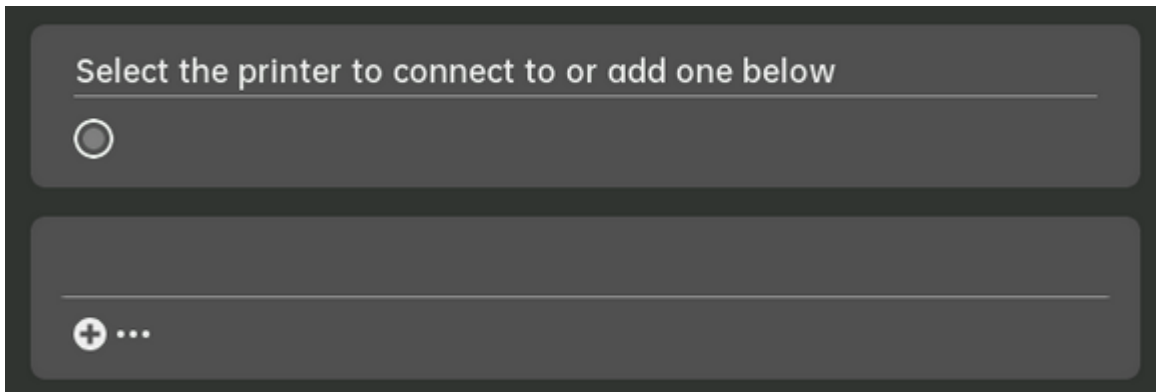 Select the printer to connect to or add one below
...